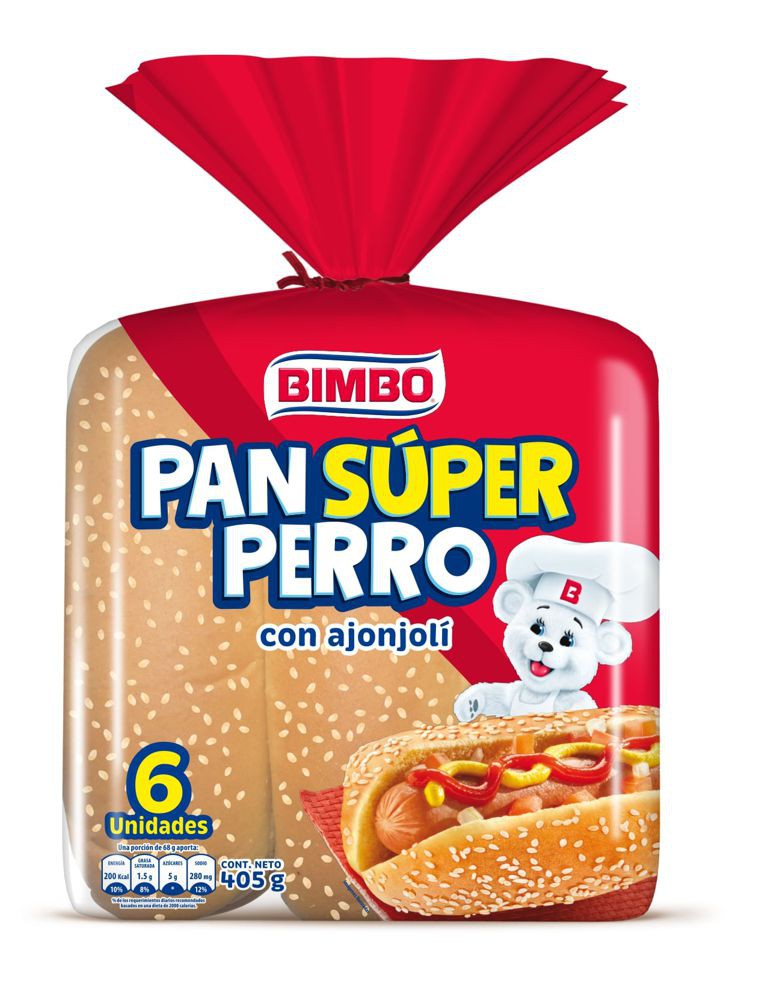 BIMBO
PAN SÚPER
PERRO
con ajonjolí
B
6
Unidades
Una porción de 68 g aporta:
ENERGÍA GRASA SATURADA AZÚCARES SODIO
200 Kcal 1.5 g 5 g 280 mg
10% 8% * 12%
% de los requerimientos diarios recomendados
basados en una dieta de 2000 calorías.
CONT. NETO
405 g